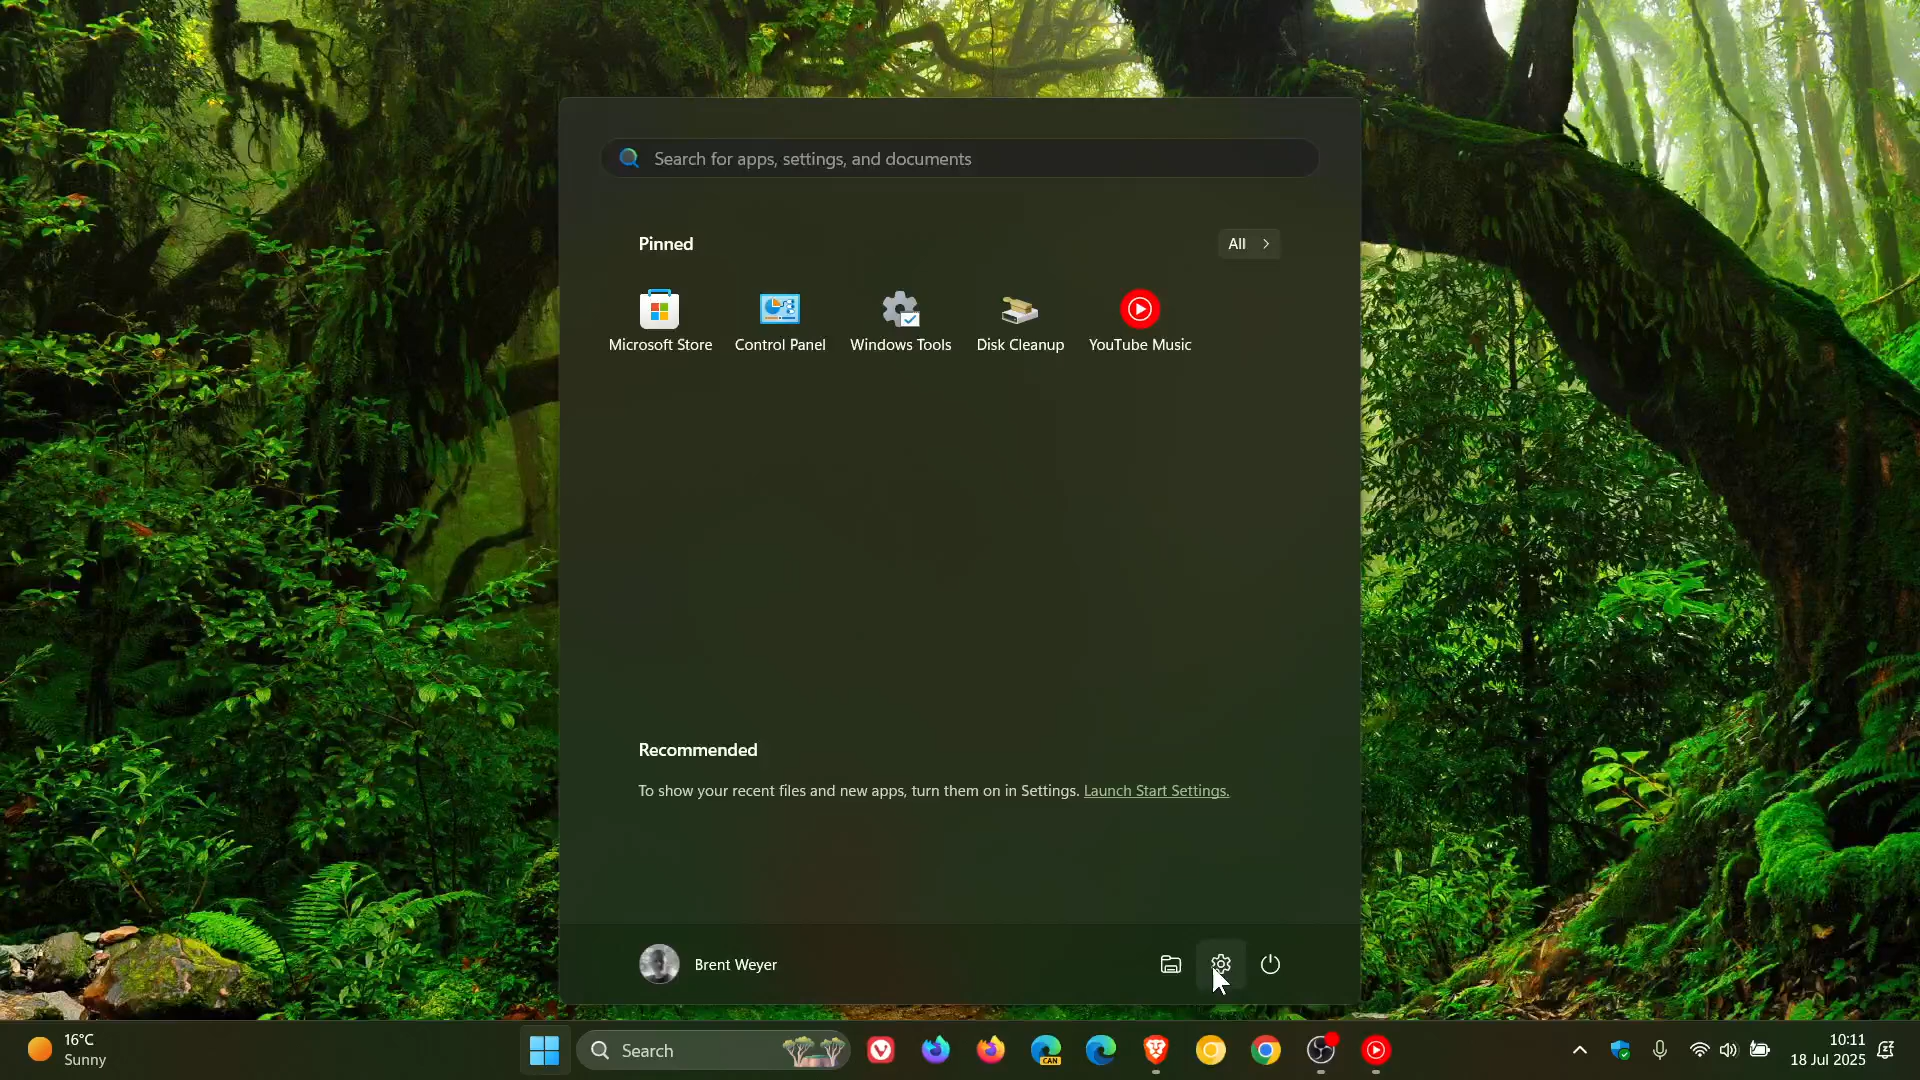 Search for apps, settings, and documents
Pinned
All
Microsoft Store
Control Panel
Windows Tools
Disk Cleanup
YouTube Music
Recommended
To show your recent files and new apps, turn them on in Settings. Launch Start Settings.
Brent Weyer
16°C
Sunny
Search
CAN
10:11
18 Jul 2025